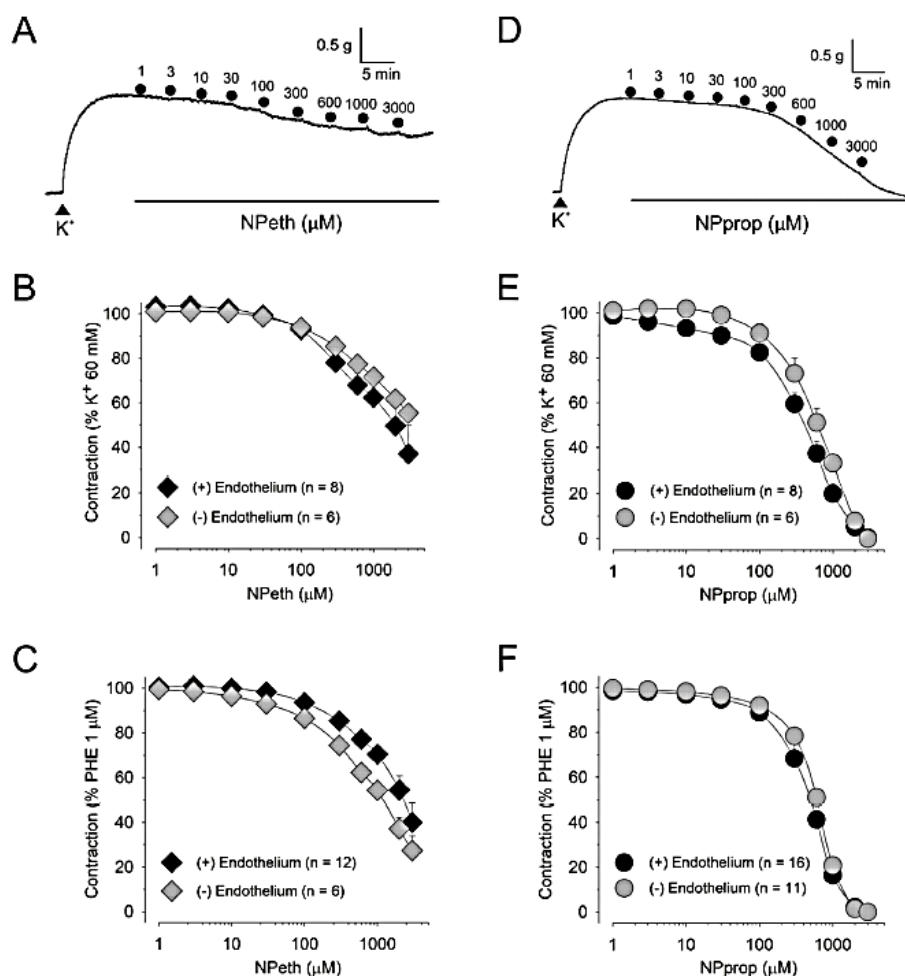 A
0.5 g
5 min
1 3 10 30 100 300 600 1000 3000
K+
NPeth (μM)
D
0.5 g
5 min
1 3 10 30 100 300 600 1000 3000
K+
NPprop (μM)
B
Contraction (% K+ 60 mM)
100
80
60
40
20
0
(+) Endothelium (n = 8)
(-) Endothelium (n = 6)
1 10 100 1000
NPeth (μM)
E
Contraction (% K+ 60 mM)
100
80
60
40
20
0
(+) Endothelium (n = 8)
(-) Endothelium (n = 6)
1 10 100 1000
NPprop (μM)
C
Contraction (% PHE 1 μM)
100
80
60
40
20
0
(+) Endothelium (n = 12)
(-) Endothelium (n = 6)
1 10 100 1000
NPeth (μM)
F
Contraction (% PHE 1 μM)
100
80
60
40
20
0
(+) Endothelium (n = 16)
(-) Endothelium (n = 11)
1 10 100 1000
NPprop (μM)